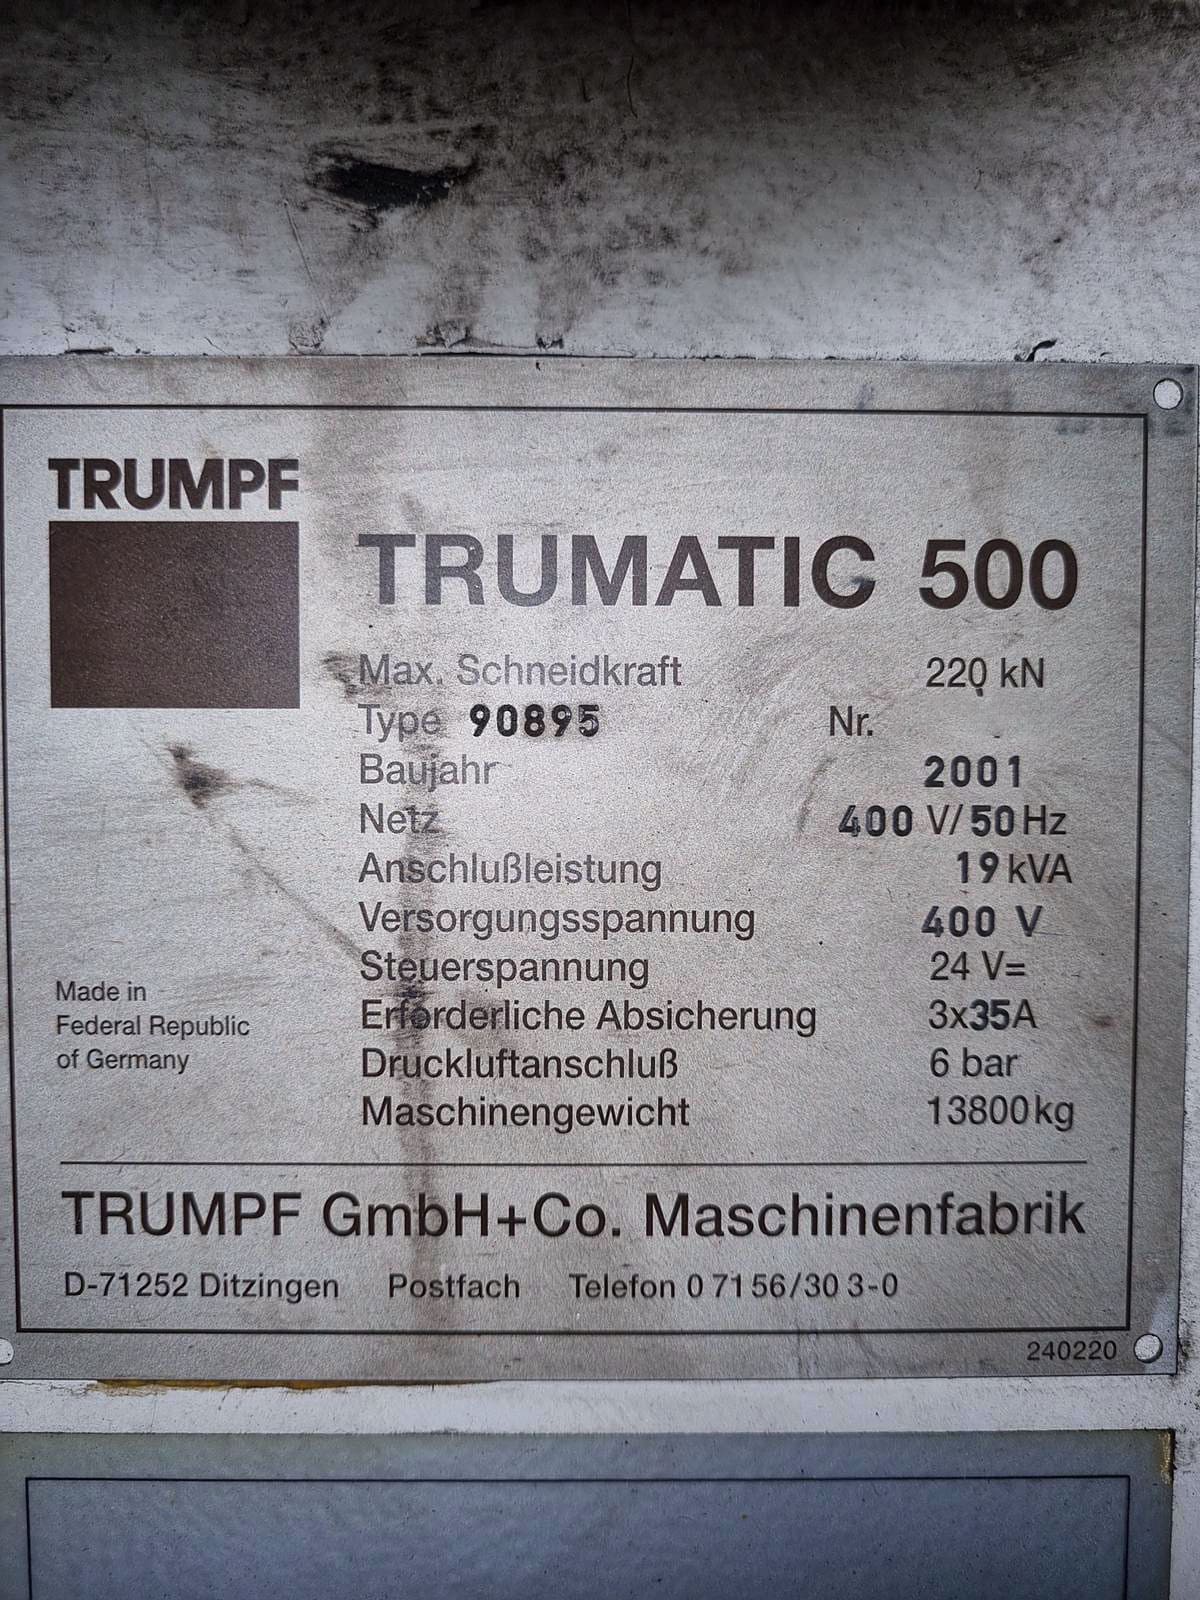 TRUMPF
TRUMATIC 500
Max. Schneidkraft 220 kN
Type 90895 Nr.
Baujahr 2001
Netz 400 V/50Hz
Anschlußleistung 19 kVA
Versorgungsspannung 400 V
Steuerspannung 24 V=
Erforderliche Absicherung 3x35A
Druckluftanschluß 6 bar
Maschinengewicht 13800 kg
Made in
Federal Republic
of Germany
TRUMPF GmbH+Co. Maschinenfabrik
D-71252 Ditzingen Postfach Telefon 0 71 56/30 3-0
240220